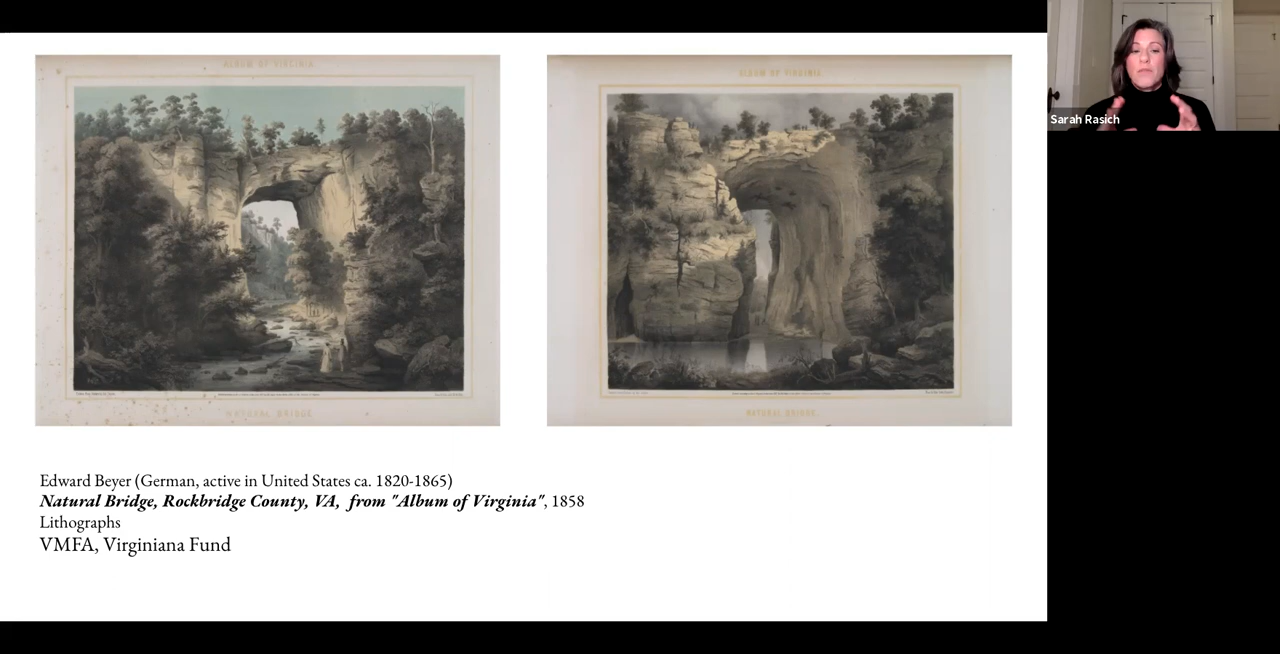 ALBUM OF VIRGINIA.
NATURAL BRIDGE.
ALBUM OF VIRGINIA.
NATURAL BRIDGE.
Sarah Rasich
Edward Beyer (German, active in United States ca. 1820-1865)
Natural Bridge, Rockbridge County, VA, from "Album of Virginia", 1858
Lithographs
VMFA, Virginiana Fund